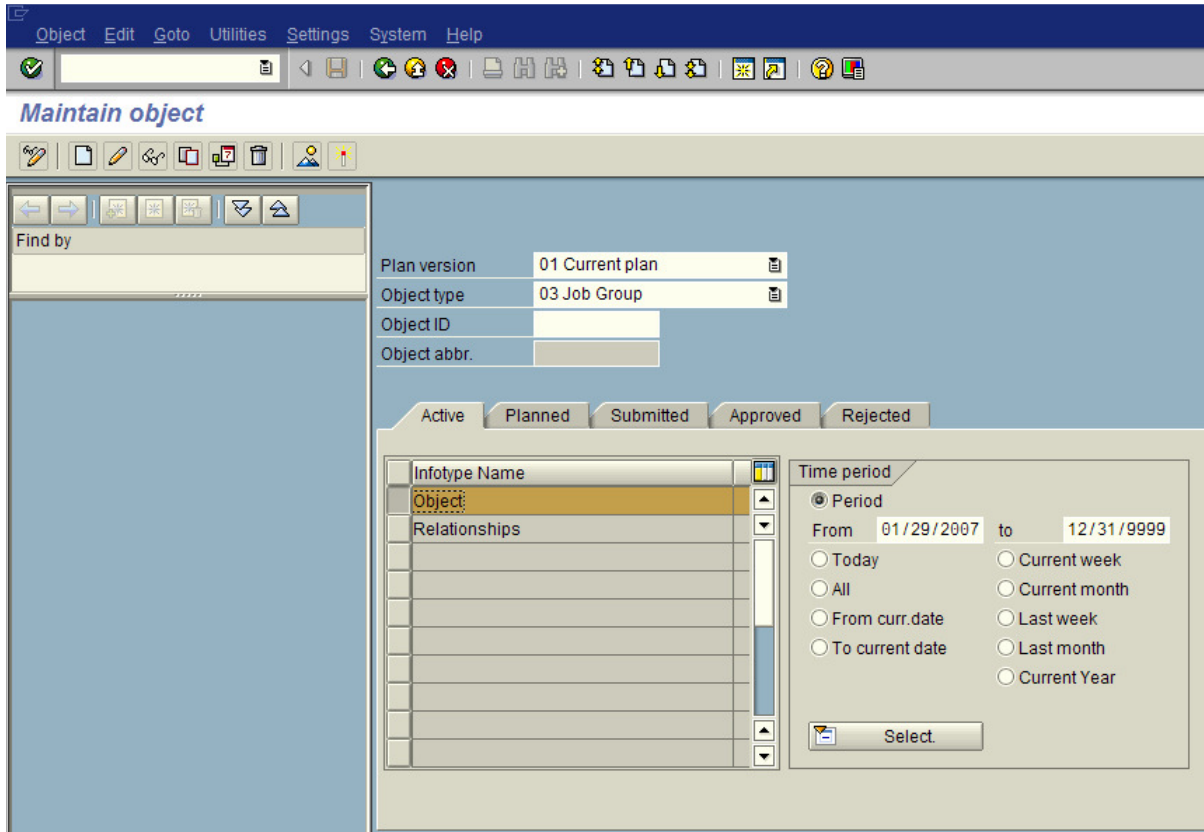 Object Edit Goto Utilities Settings System Help
Maintain object
Find by
Plan version 01 Current plan
Object type 03 Job Group
Object ID
Object abbr.
Active Planned Submitted Approved Rejected
Infotype Name
Object
Relationships
Time period
Period
From 01/29/2007 to 12/31/9999
Today Current week
All Current month
From curr.date Last week
To current date Last month
Current Year
Select.